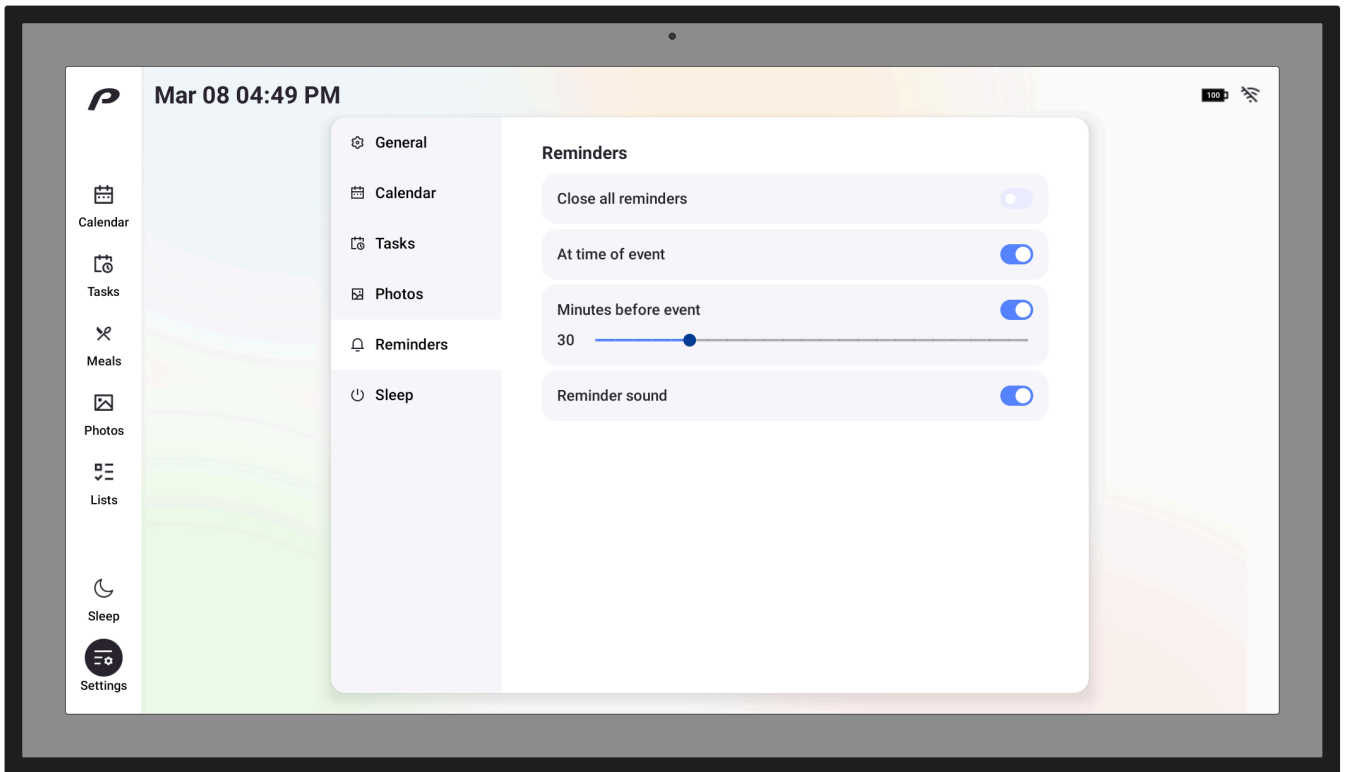 Mar 08 04:49 PM
100
Calendar
Tasks
Meals
Photos
Lists
Sleep
Settings
General
Calendar
Tasks
Photos
Reminders
Sleep
Reminders
Close all reminders
At time of event
Minutes before event
30
Reminder sound